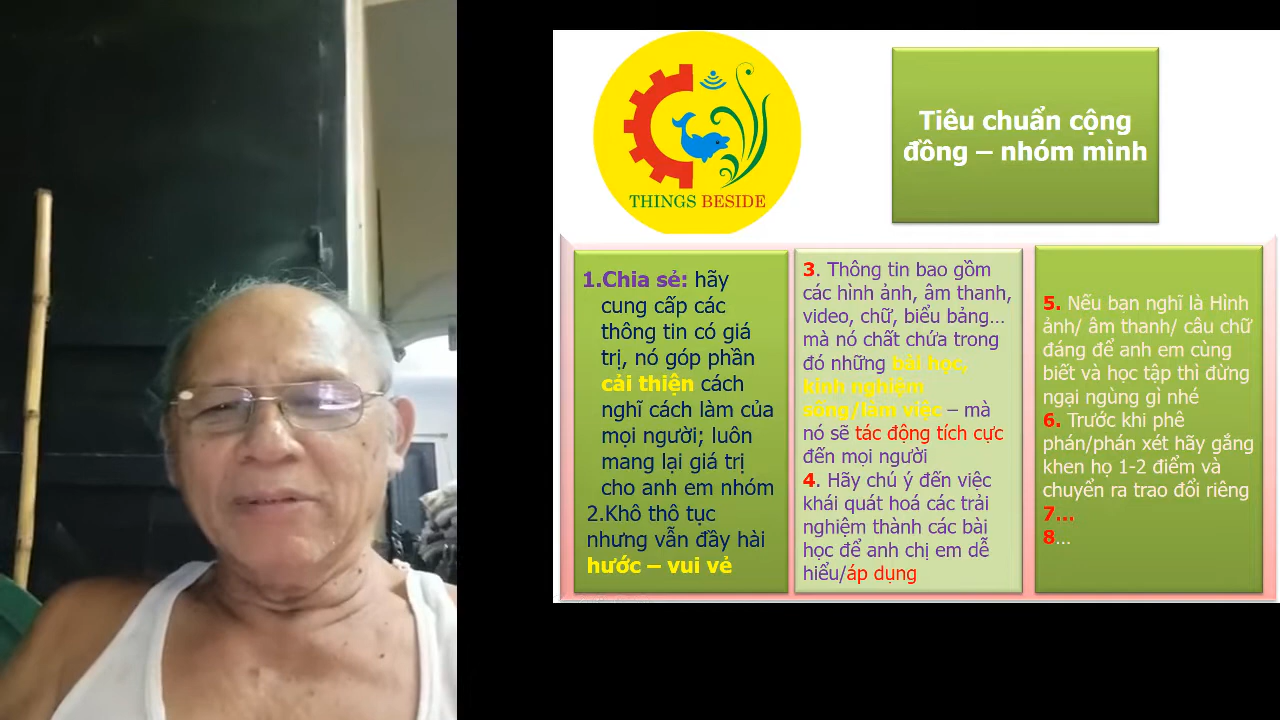 THINGS BESIDE
Tiêu chuẩn cộng
đồng – nhóm mình
1.Chia sẻ: hãy
cung cấp các
thông tin có giá
trị, nó góp phần
cải thiện cách
nghĩ cách làm của
mọi người; luôn
mang lại giá trị
cho anh em nhóm
2.Khô thô tục
nhưng vẫn đầy hài
hước – vui vẻ
3. Thông tin bao gồm
các hình ảnh, âm thanh,
video, chữ, biểu bảng...
mà nó chất chứa trong
đó những bài học,
kinh nghiệm
sống/làm việc – mà
nó sẽ tác động tích cực
đến mọi người
4. Hãy chú ý đến việc
khái quát hoá các trải
nghiệm thành các bài
học để anh chị em dễ
hiểu/áp dụng
5. Nếu bạn nghĩ là Hình
ảnh/ âm thanh/ câu chữ
đáng để anh em cùng
biết và học tập thì đừng
ngại ngùng gì nhé
6. Trước khi phê
phán/phán xét hãy gắng
khen họ 1-2 điểm và
chuyển ra trao đổi riêng
7...
8...